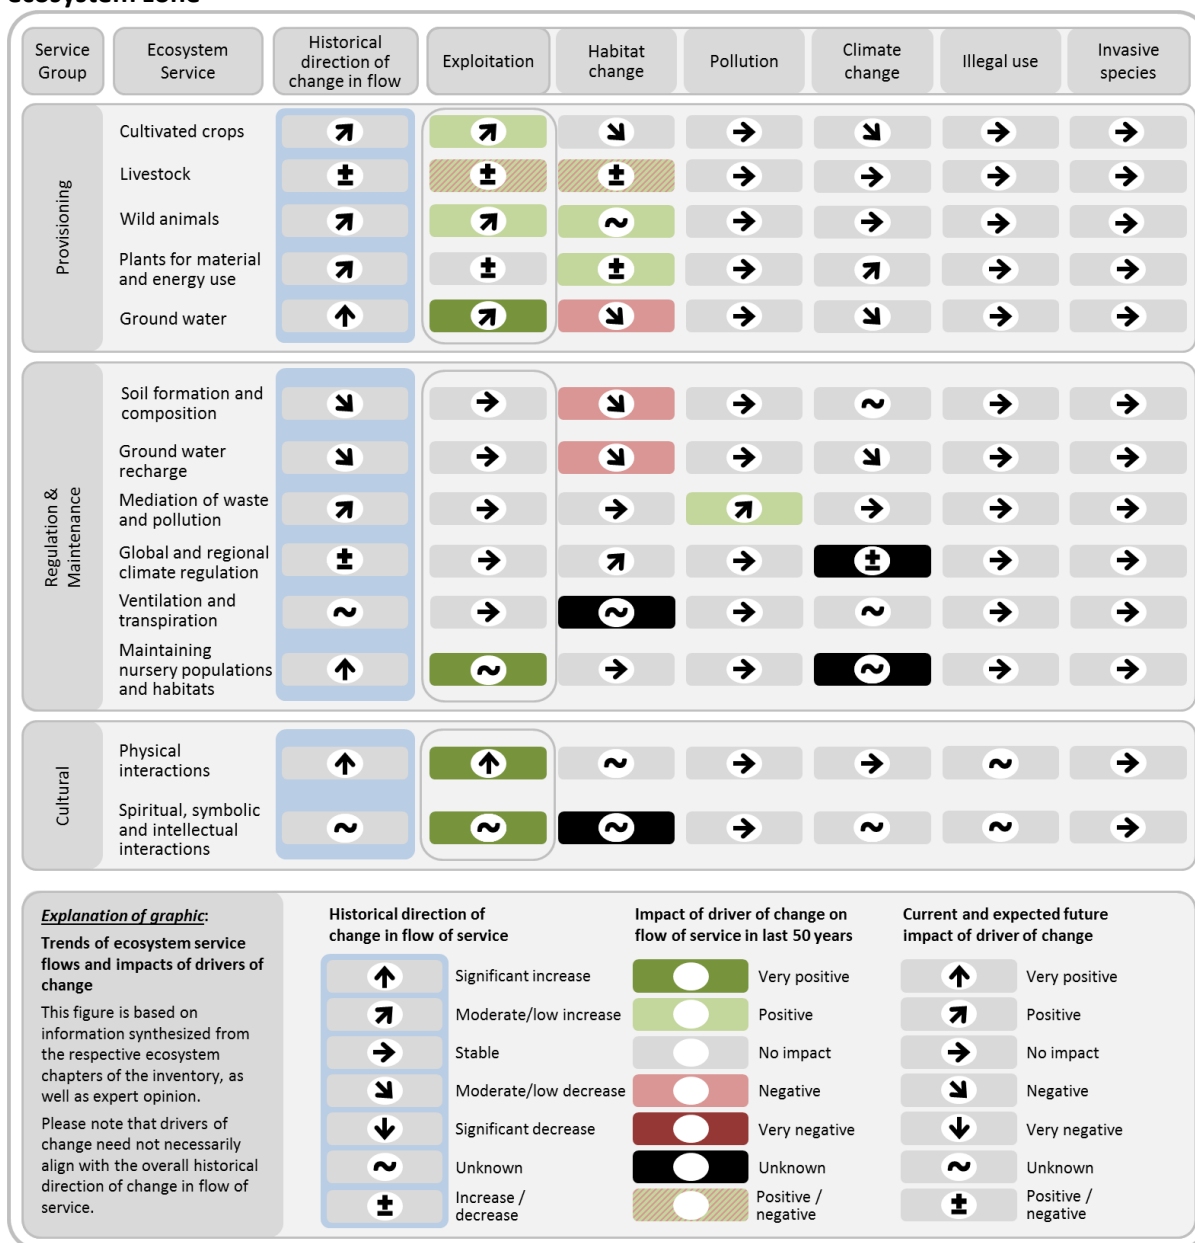 ecosystem zone
Service
Group
Ecosystem
Service
Historical
direction of
change in flow
Exploitation
Habitat
change
Pollution
Climate
change
Illegal use
Invasive
species
Provisioning
Cultivated crops
Livestock
±
±
±
Wild animals
~
Plants for material
and energy use
±
±
Ground water
Regulation &
Maintenance
Soil formation and
composition
~
Ground water
recharge
Mediation of waste
and pollution
Global and regional
climate regulation
±
±
Ventilation and
transpiration
~
~
~
Maintaining
nursery populations
and habitats
~
~
Cultural
Physical
interactions
~
~
Spiritual, symbolic
and intellectual
interactions
~
~
~
~
~
Explanation of graphic:
Trends of ecosystem service
flows and impacts of drivers of
change
This figure is based on
information synthesized from
the respective ecosystem
chapters of the inventory, as
well as expert opinion.
Please note that drivers of
change need not necessarily
align with the overall historical
direction of change in flow of
service.
Historical direction of
change in flow of service
Significant increase
Moderate/low increase
Stable
Moderate/low decrease
Significant decrease
~ Unknown
± Increase /
decrease
Impact of driver of change on
flow of service in last 50 years
Very positive
Positive
No impact
Negative
Very negative
Unknown
Positive /
negative
Current and expected future
impact of driver of change
Very positive
Positive
No impact
Negative
Very negative
~ Unknown
± Positive /
negative